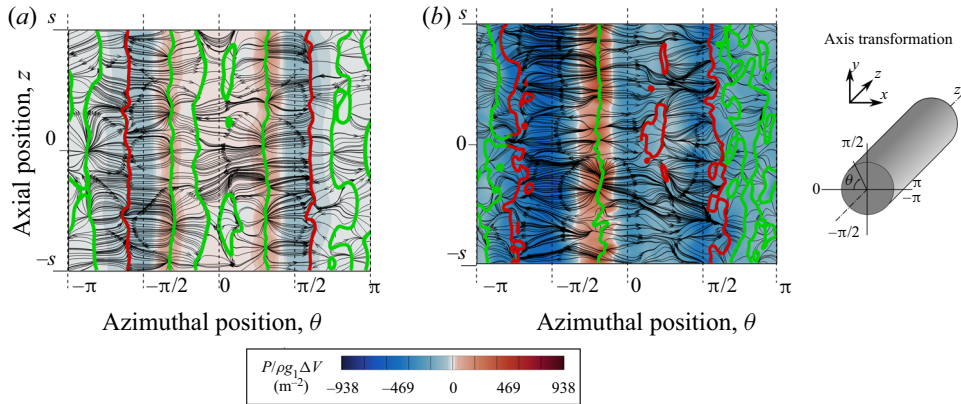 (a)
(b)
s
0
−s
Axial position, z
−π
−π/2
0
π/2
π
Azimuthal position, θ
s
0
−s
−π
−π/2
0
π/2
π
Azimuthal position, θ
Axis transformation
y
z
x
z
π/2
θ
0
π
−π
−π/2
P/ρg₁ΔV
(m⁻²)
−938
−469
0
469
938